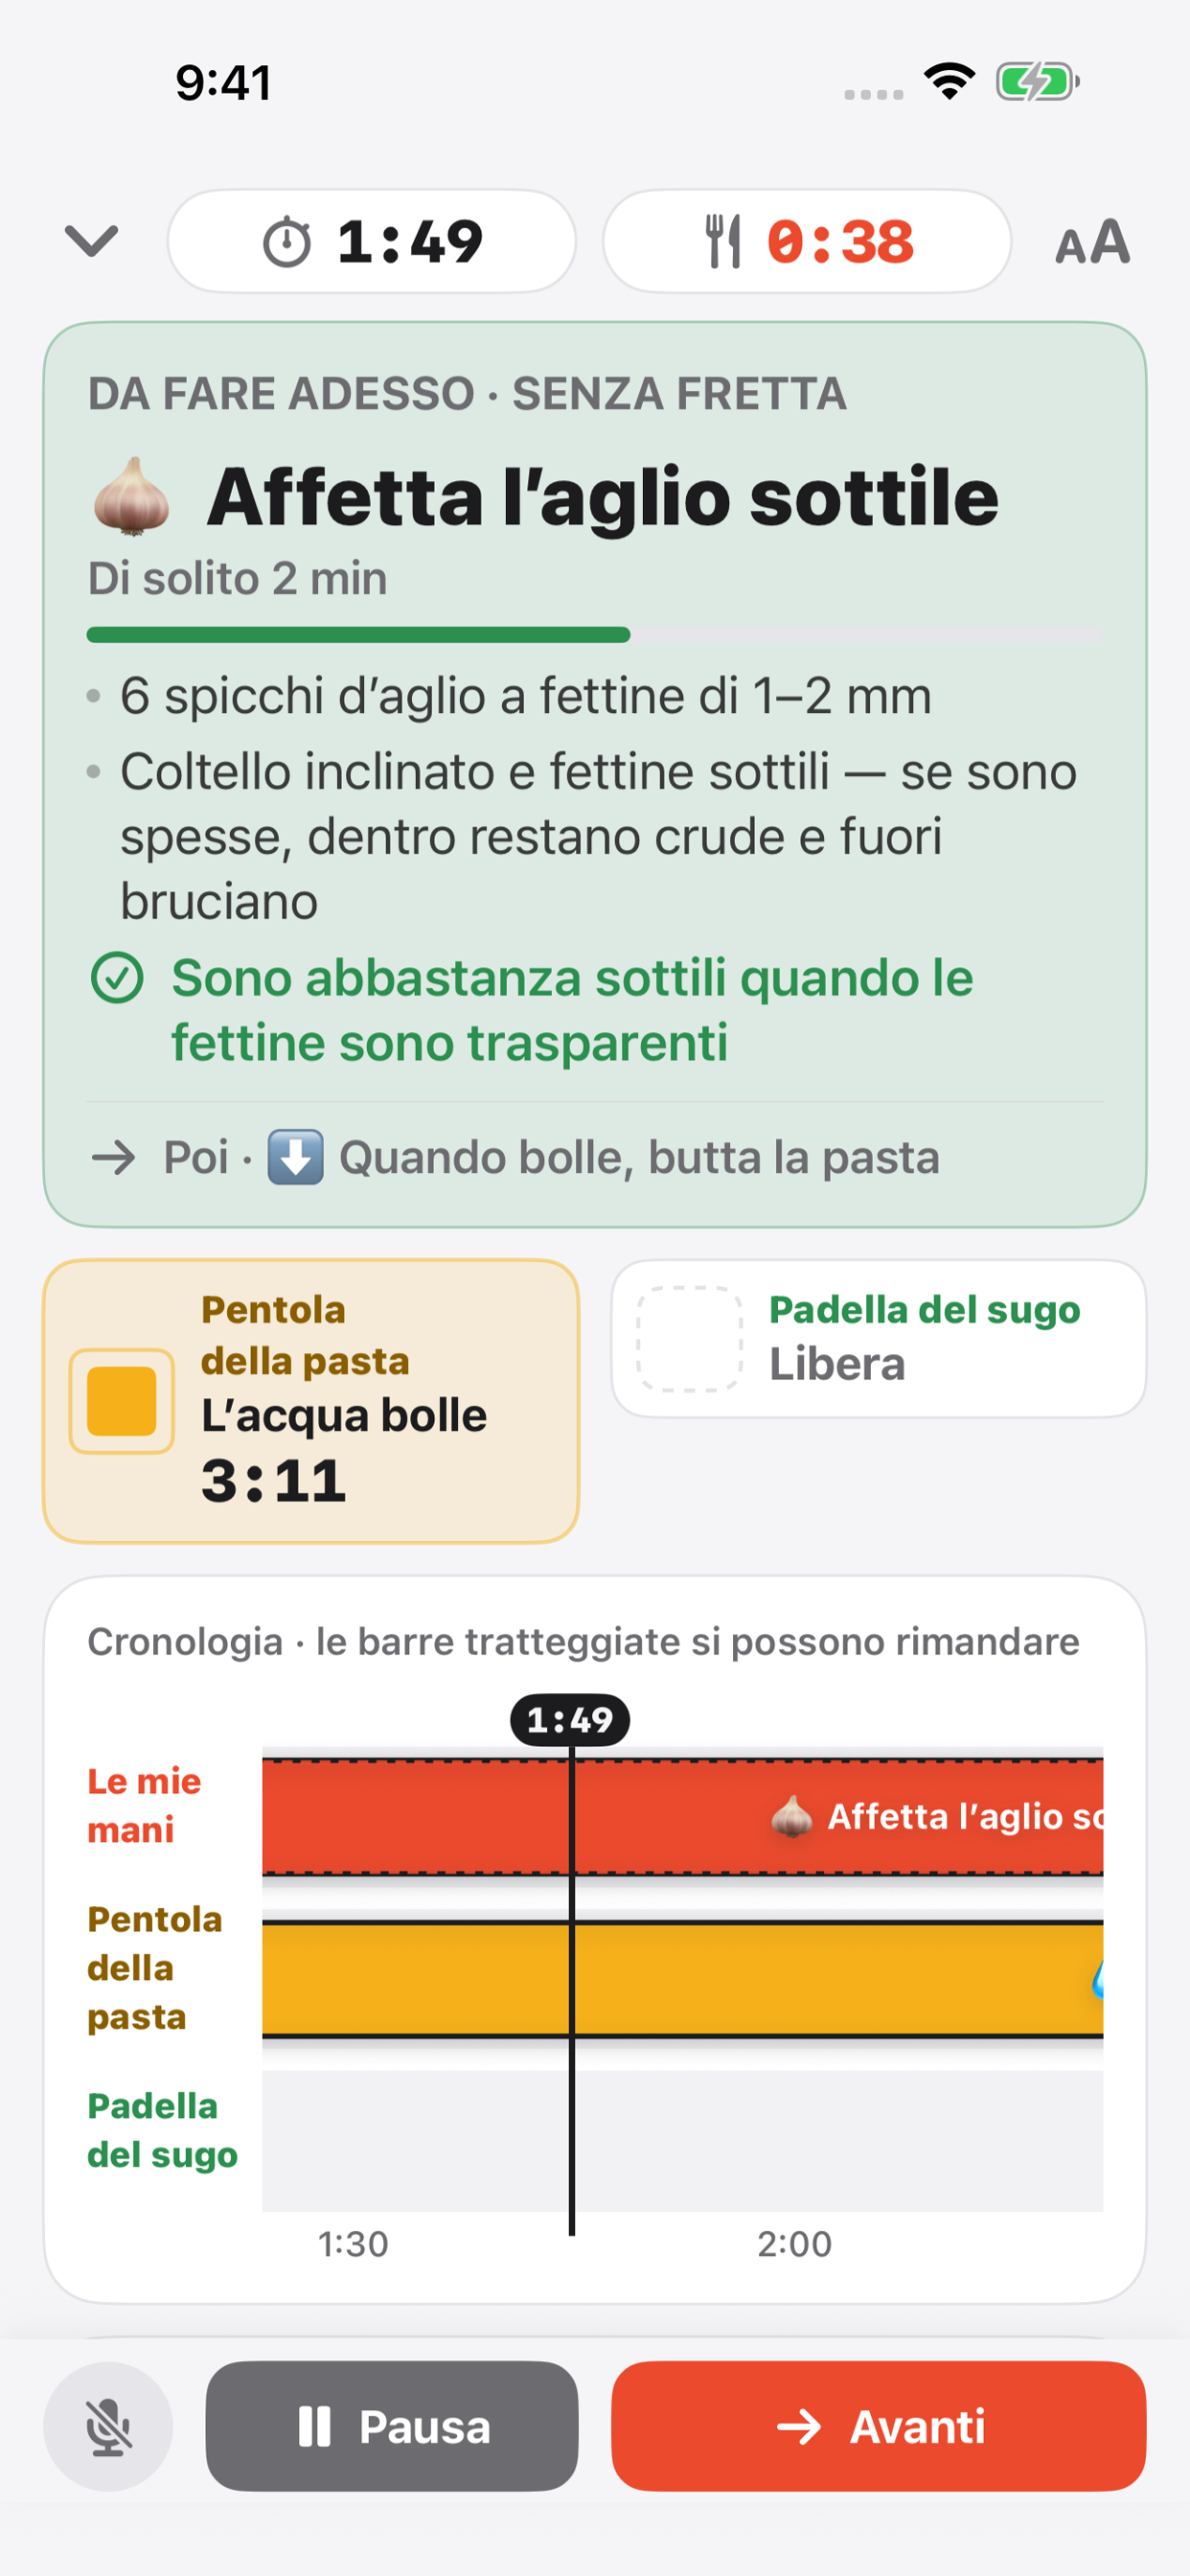 9:41
1:49
0:38
AA
DA FARE ADESSO · SENZA FRETTA
Affetta l’aglio sottile
Di solito 2 min
• 6 spicchi d’aglio a fettine di 1–2 mm
• Coltello inclinato e fettine sottili — se sono
spesse, dentro restano crude e fuori
bruciano
Sono abbastanza sottili quando le
fettine sono trasparenti
→ Poi · ⬇️ Quando bolle, butta la pasta
Pentola
della pasta
L’acqua bolle
3:11
Padella del sugo
Libera
Cronologia · le barre tratteggiate si possono rimandare
1:49
Le mie
mani
Affetta l’aglio so
Pentola
della
pasta
Padella
del sugo
1:30
2:00
Pausa
→ Avanti